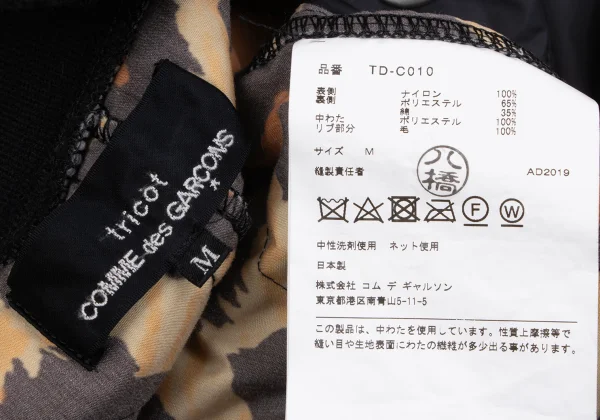 tricot
COMME des GARÇONS
*
M
品番 TD-C010
表側 ナイロン 100%
裏側 ポリエステル 65%
綿 35%
中わた ポリエステル 100%
リブ部分 毛 100%
サイズ M
縫製責任者 八橋 AD2019
F W
中性洗剤使用 ネット使用
日本製
株式会社 コム デ ギャルソン
東京都港区南青山5-11-5
この製品は、中わたを使用しています。性質上摩擦等で
縫い目や生地表面にわたの繊維が多少出る事があります。